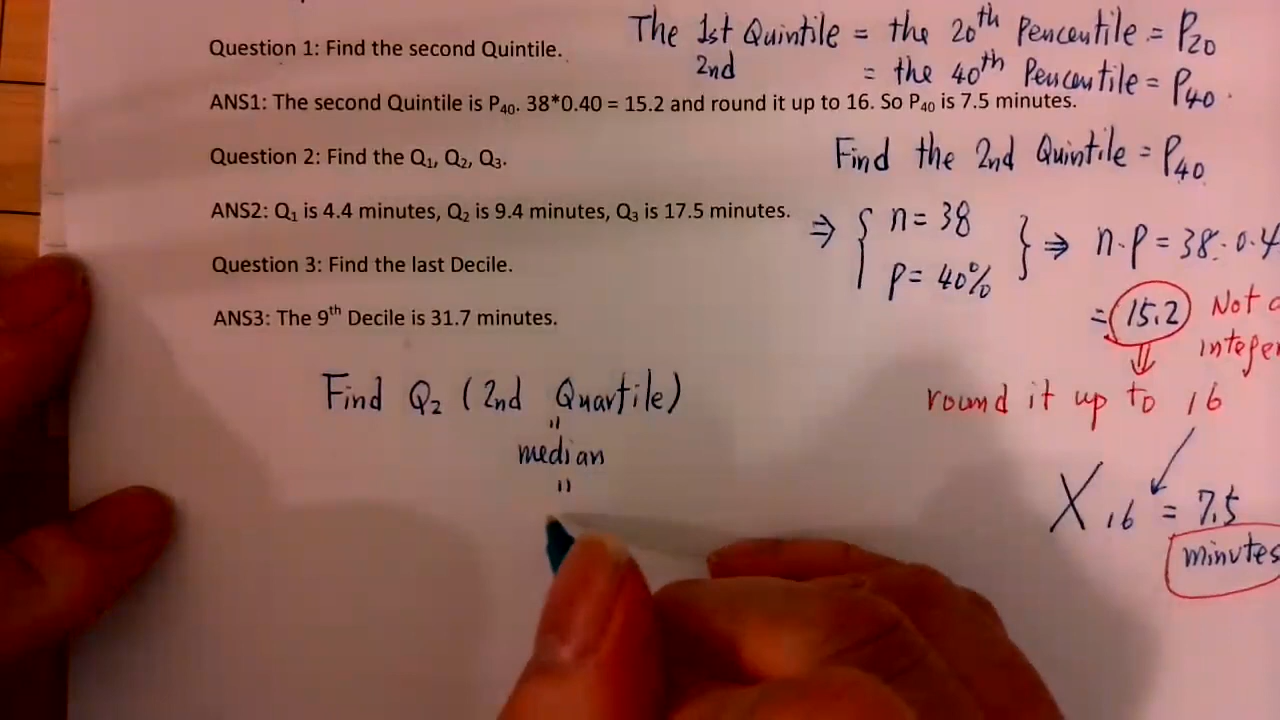 Question 1: Find the second Quintile.
The 1st Quintile = the 20th Percentile = P20
2nd = the 40th Percentile = P40.
ANS1: The second Quintile is P40. 38*0.40 = 15.2 and round it up to 16. So P40 is 7.5 minutes.
Question 2: Find the Q1, Q2, Q3.
Find the 2nd Quintile = P40
ANS2: Q1 is 4.4 minutes, Q2 is 9.4 minutes, Q3 is 17.5 minutes.
⇒ { n = 38
p = 40% } ⇒ n·p = 38·0.4
Question 3: Find the last Decile.
= 15.2 Not a
integer
ANS3: The 9th Decile is 31.7 minutes.
⇓
round it up to 16
Find Q2 (2nd Quartile)
"
median
"
X16 = 7.5
minutes